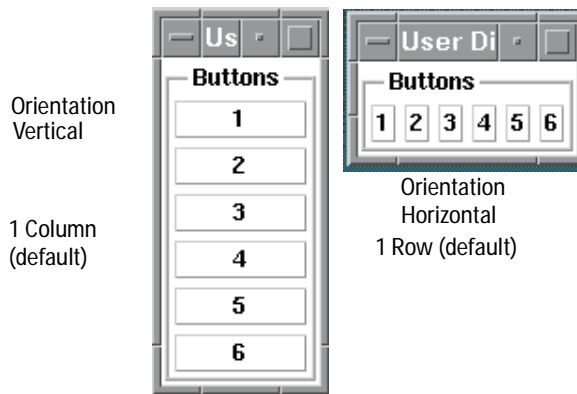 Us
Buttons
1
2
3
4
5
6
Orientation
Vertical
1 Column
(default)
User Di
Buttons
1 2 3 4 5 6
Orientation
Horizontal
1 Row (default)